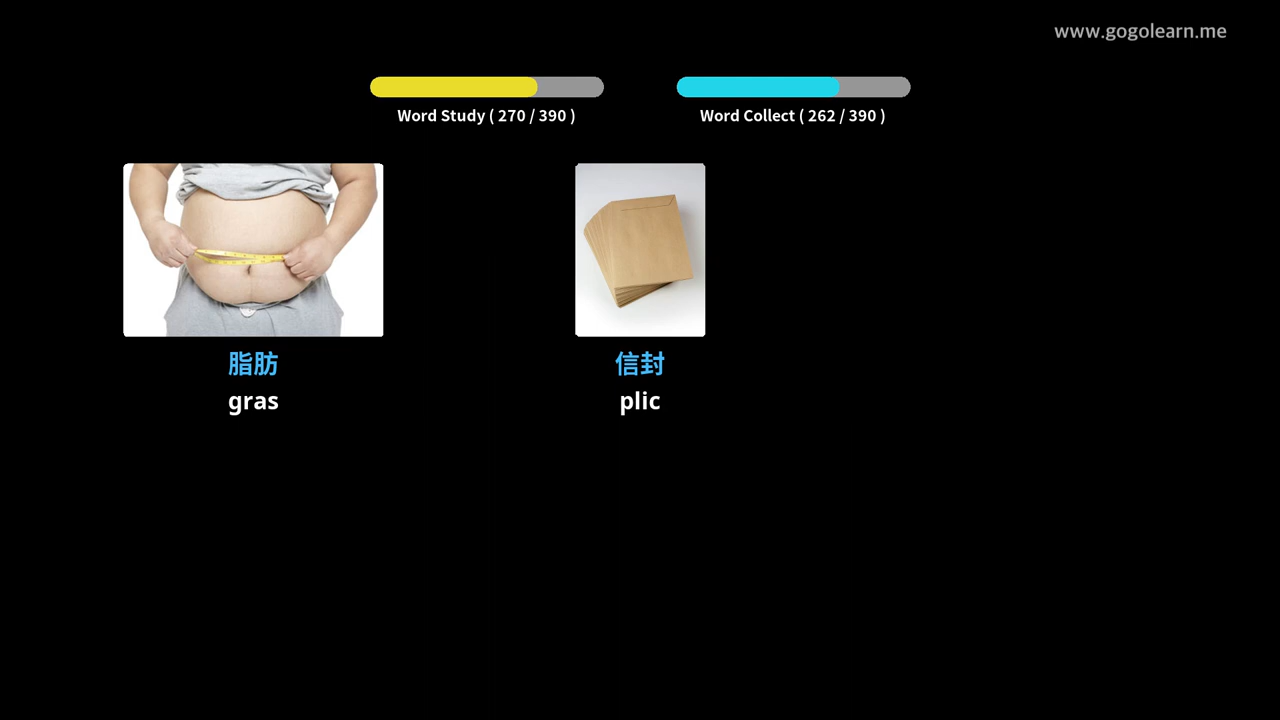 www.gogolearn.me
Word Study ( 270 / 390 )
Word Collect ( 262 / 390 )
脂肪
gras
信封
plic